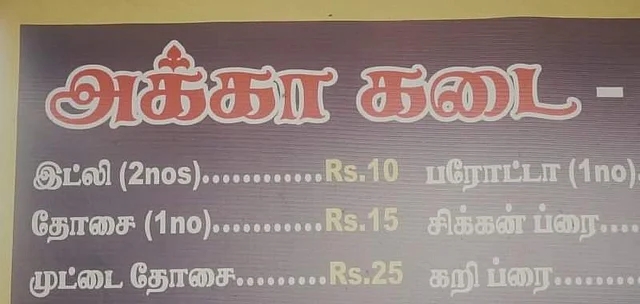 அக்கா கடை -
இட்லி (2nos)............Rs.10 பரோட்டா (1no).
தோசை (1no)............Rs.15 சிக்கன் ப்ரை....
முட்டை தோசை..........Rs.25 கறி ப்ரை.........